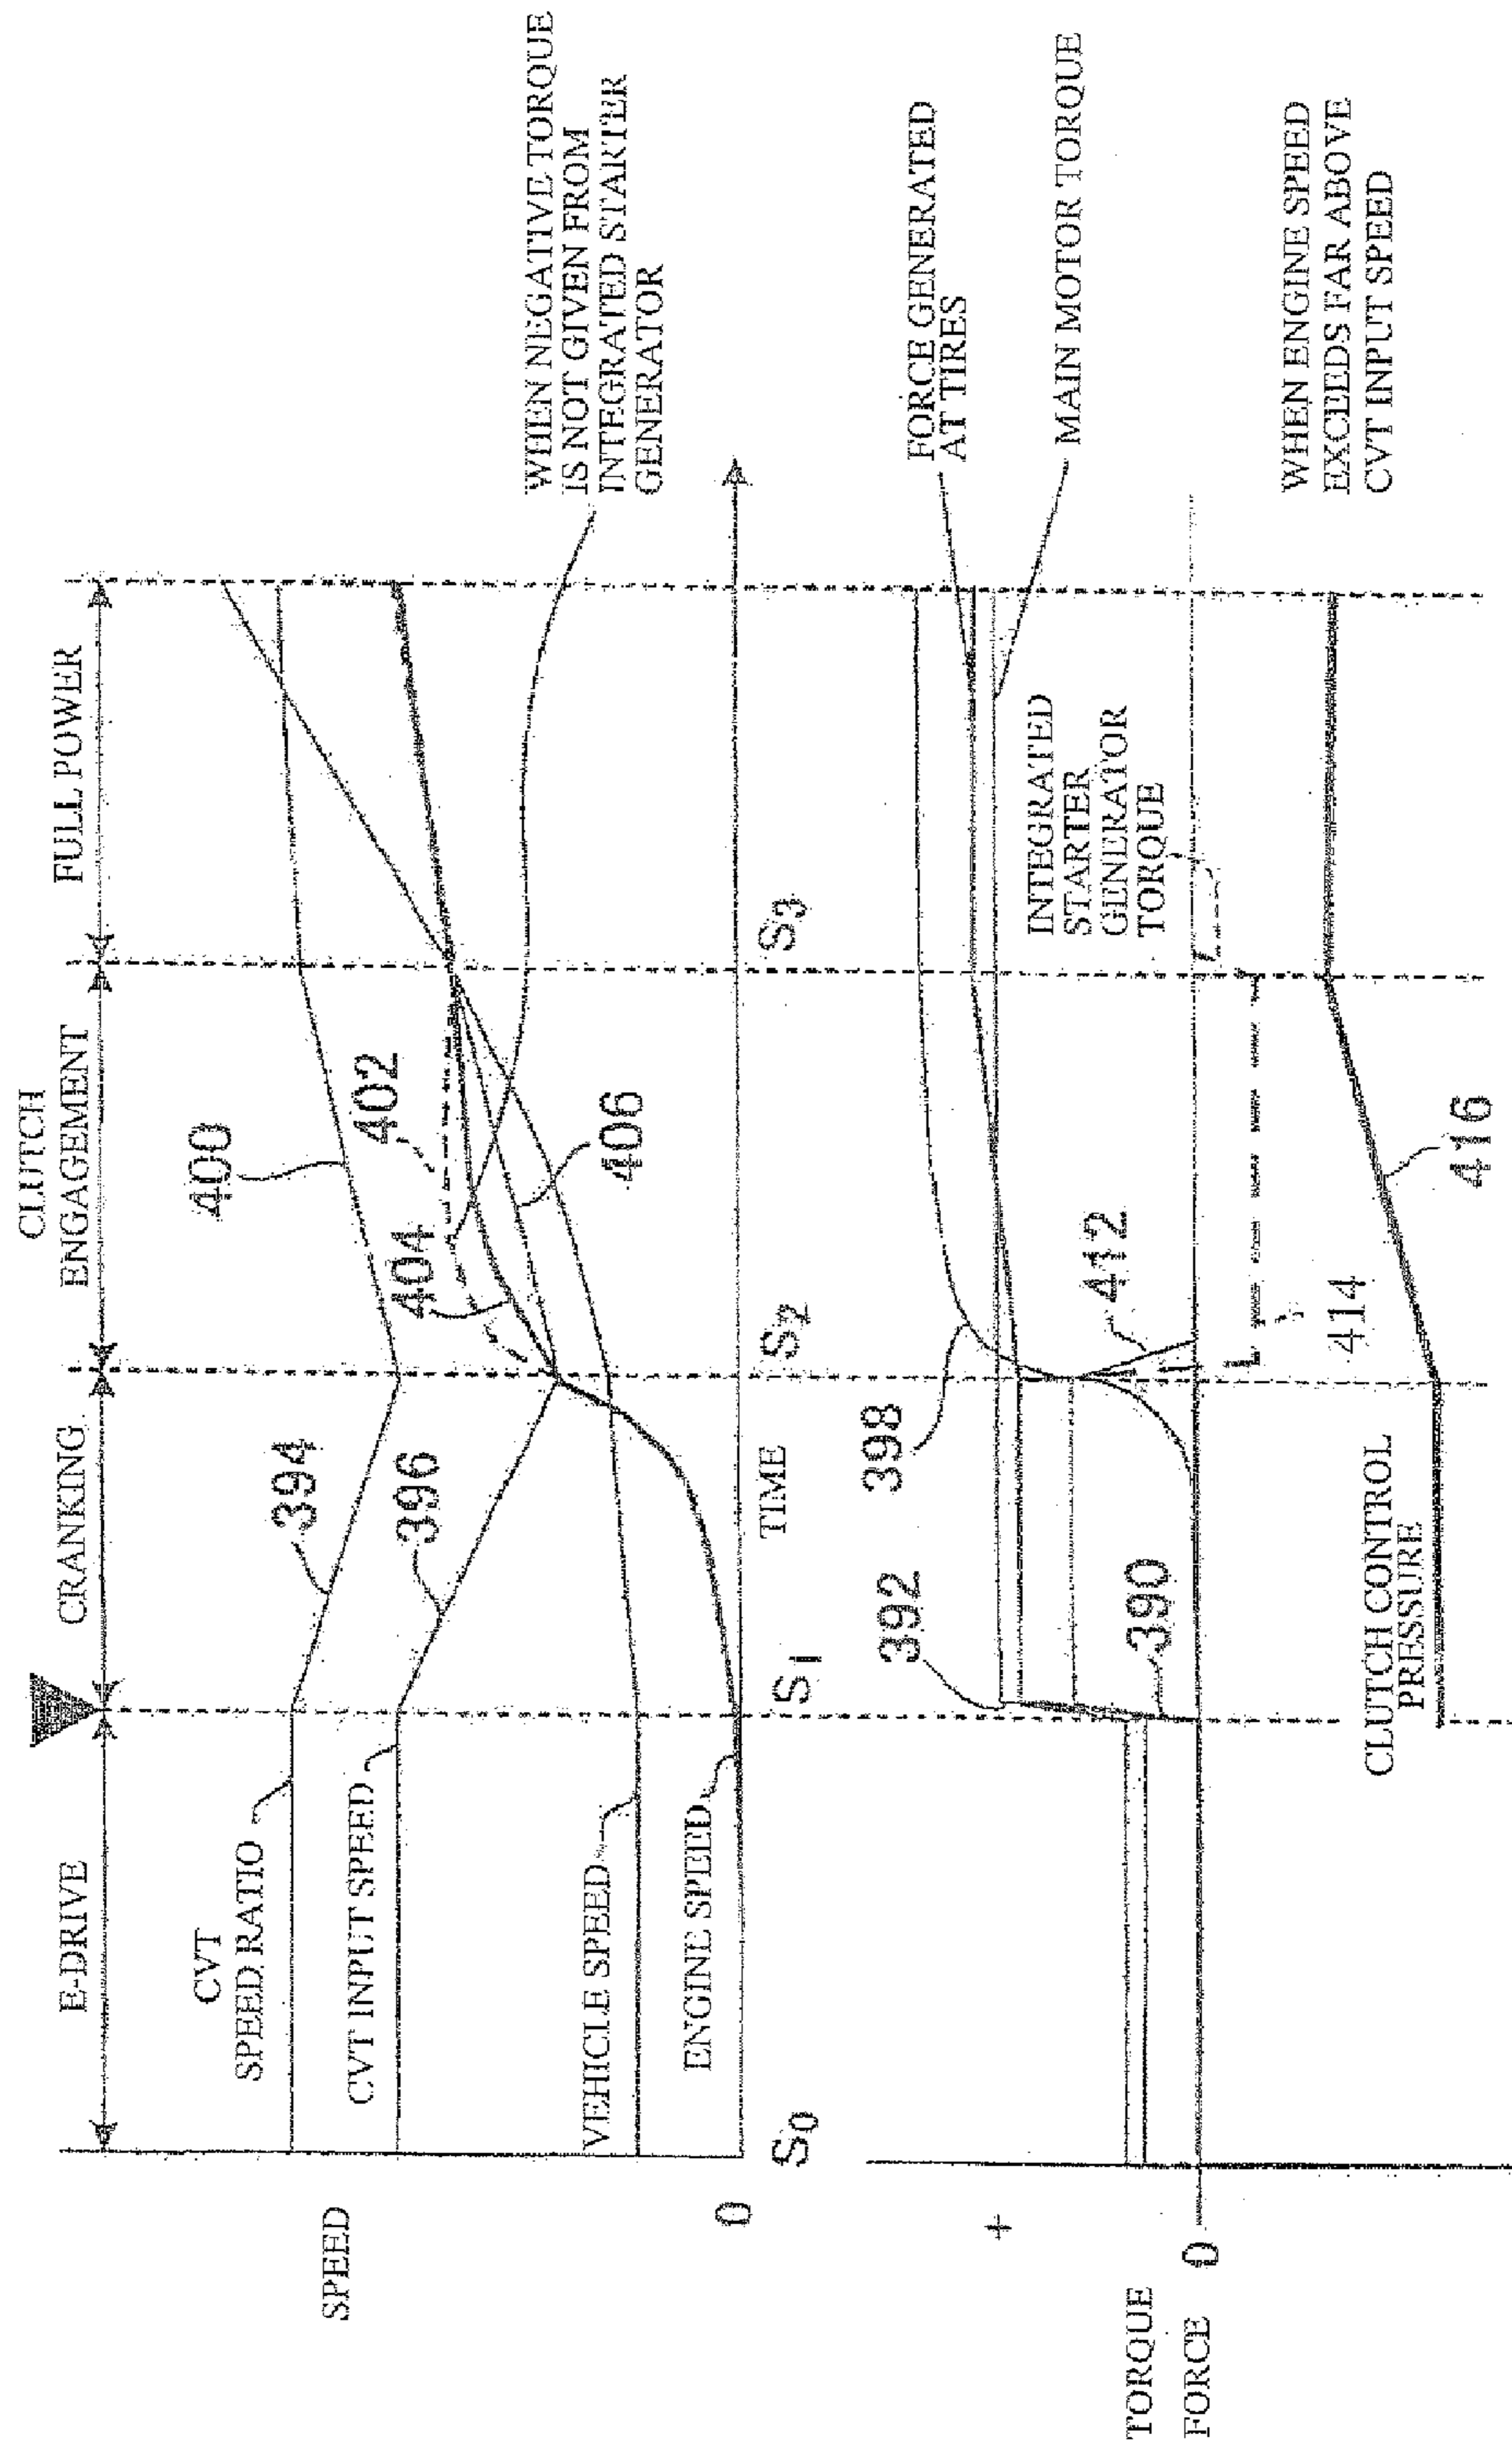 E-DRIVE
CRANKING
CLUTCH
ENGAGEMENT
FULL POWER
SPEED
CVT
SPEED RATIO
394
400
CVT INPUT SPEED
396
404
402
WHEN NEGATIVE TORQUE
IS NOT GIVEN FROM
INTEGRATED STARTER
GENERATOR
VEHICLE SPEED
406
ENGINE SPEED
0
S0
S1
TIME
S2
S3
+
392
398
FORCE GENERATED
AT TIRES
MAIN MOTOR TORQUE
INTEGRATED
STARTER
GENERATOR
TORQUE
TORQUE
FORCE
0
390
412
414
WHEN ENGINE SPEED
EXCEEDS FAR ABOVE
CVT INPUT SPEED
CLUTCH CONTROL
PRESSURE
416